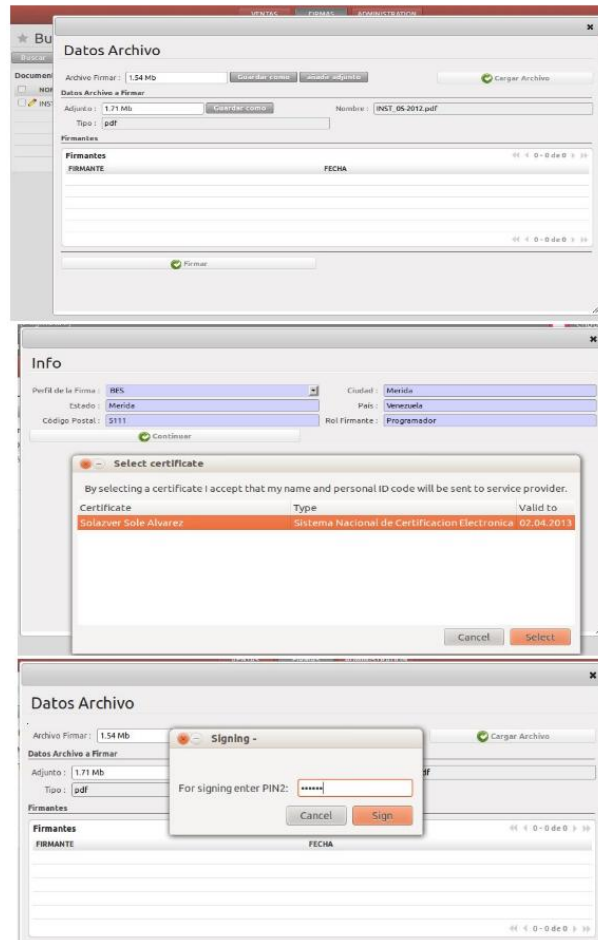 VENTAS FIRMAS ADMINISTRATION
Bu
Buscar
Datos Archivo
Documen
NOM
INST
Archivo Firmar : 1.54 Mb Guardar como añade adjunto Cargar Archivo
Datos Archivo a Firmar
Adjunto : 1.71 Mb Guardar como Nombre : INST_05-2012.pdf
Tipo : pdf
Firmantes
Firmantes 0 - 0 de 0
FIRMANTE FECHA
0 - 0 de 0
Firmar
Info
Perfil de la Firma : BES Ciudad : Merida
Estado : Merida País : Venezuela
Código Postal : 5111 Rol Firmante : Programador
Continuar
Select certificate
By selecting a certificate I accept that my name and personal ID code will be sent to service provider.
Certificate Type Valid to
Solazver Sole Alvarez Sistema Nacional de Certificacion Electronica 02.04.2013
Cancel Select
Datos Archivo
Archivo Firmar : 1.54 Mb Cargar Archivo
Signing -
Datos Archivo a Firmar
Adjunto : 1.71 Mb df
For signing enter PIN2: ••••••
Tipo : pdf
Cancel Sign
Firmantes
Firmantes 0 - 0 de 0
FIRMANTE FECHA
0 - 0 de 0